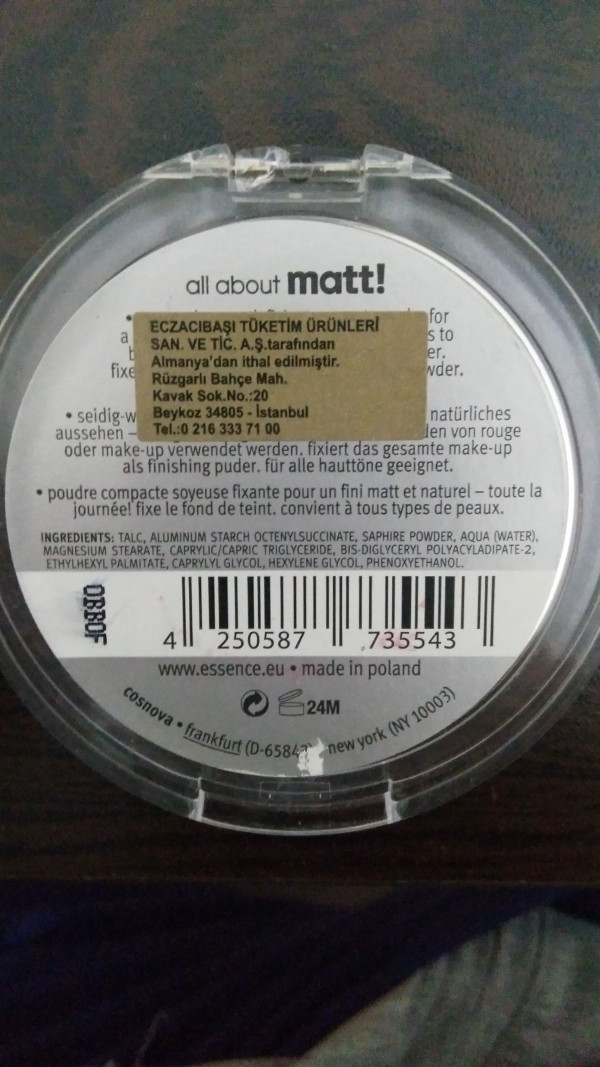 all about matt!
for
a s to
er.
fixe wder.
ECZACIBAŞI TÜKETİM ÜRÜNLERİ
SAN. VE TİC. A.Ş.tarafından
Almanya'dan ithal edilmiştir.
Rüzgarlı Bahçe Mah.
Kavak Sok.No.:20
Beykoz 34805 - İstanbul
Tel.:0 216 333 71 00
• seidig-w natürliches
aussehen – den von rouge
oder make-up verwendet werden. fixiert das gesamte make-up
als finishing puder. für alle hauttöne geeignet.
• poudre compacte soyeuse fixante pour un fini matt et naturel – toute la
journée! fixe le fond de teint. convient à tous types de peaux.
INGREDIENTS: TALC, ALUMINUM STARCH OCTENYLSUCCINATE, SAPHIRE POWDER, AQUA (WATER),
MAGNESIUM STEARATE, CAPRYLIC/CAPRIC TRIGLYCERIDE, BIS-DIGLYCERYL POLYACYLADIPATE-2,
ETHYLHEXYL PALMITATE, CAPRYLYL GLYCOL, HEXYLENE GLYCOL, PHENOXYETHANOL.
4 250587 735543
www.essence.eu • made in poland
24M
cosnova • frankfurt (D-6584 new york (NY 10003)